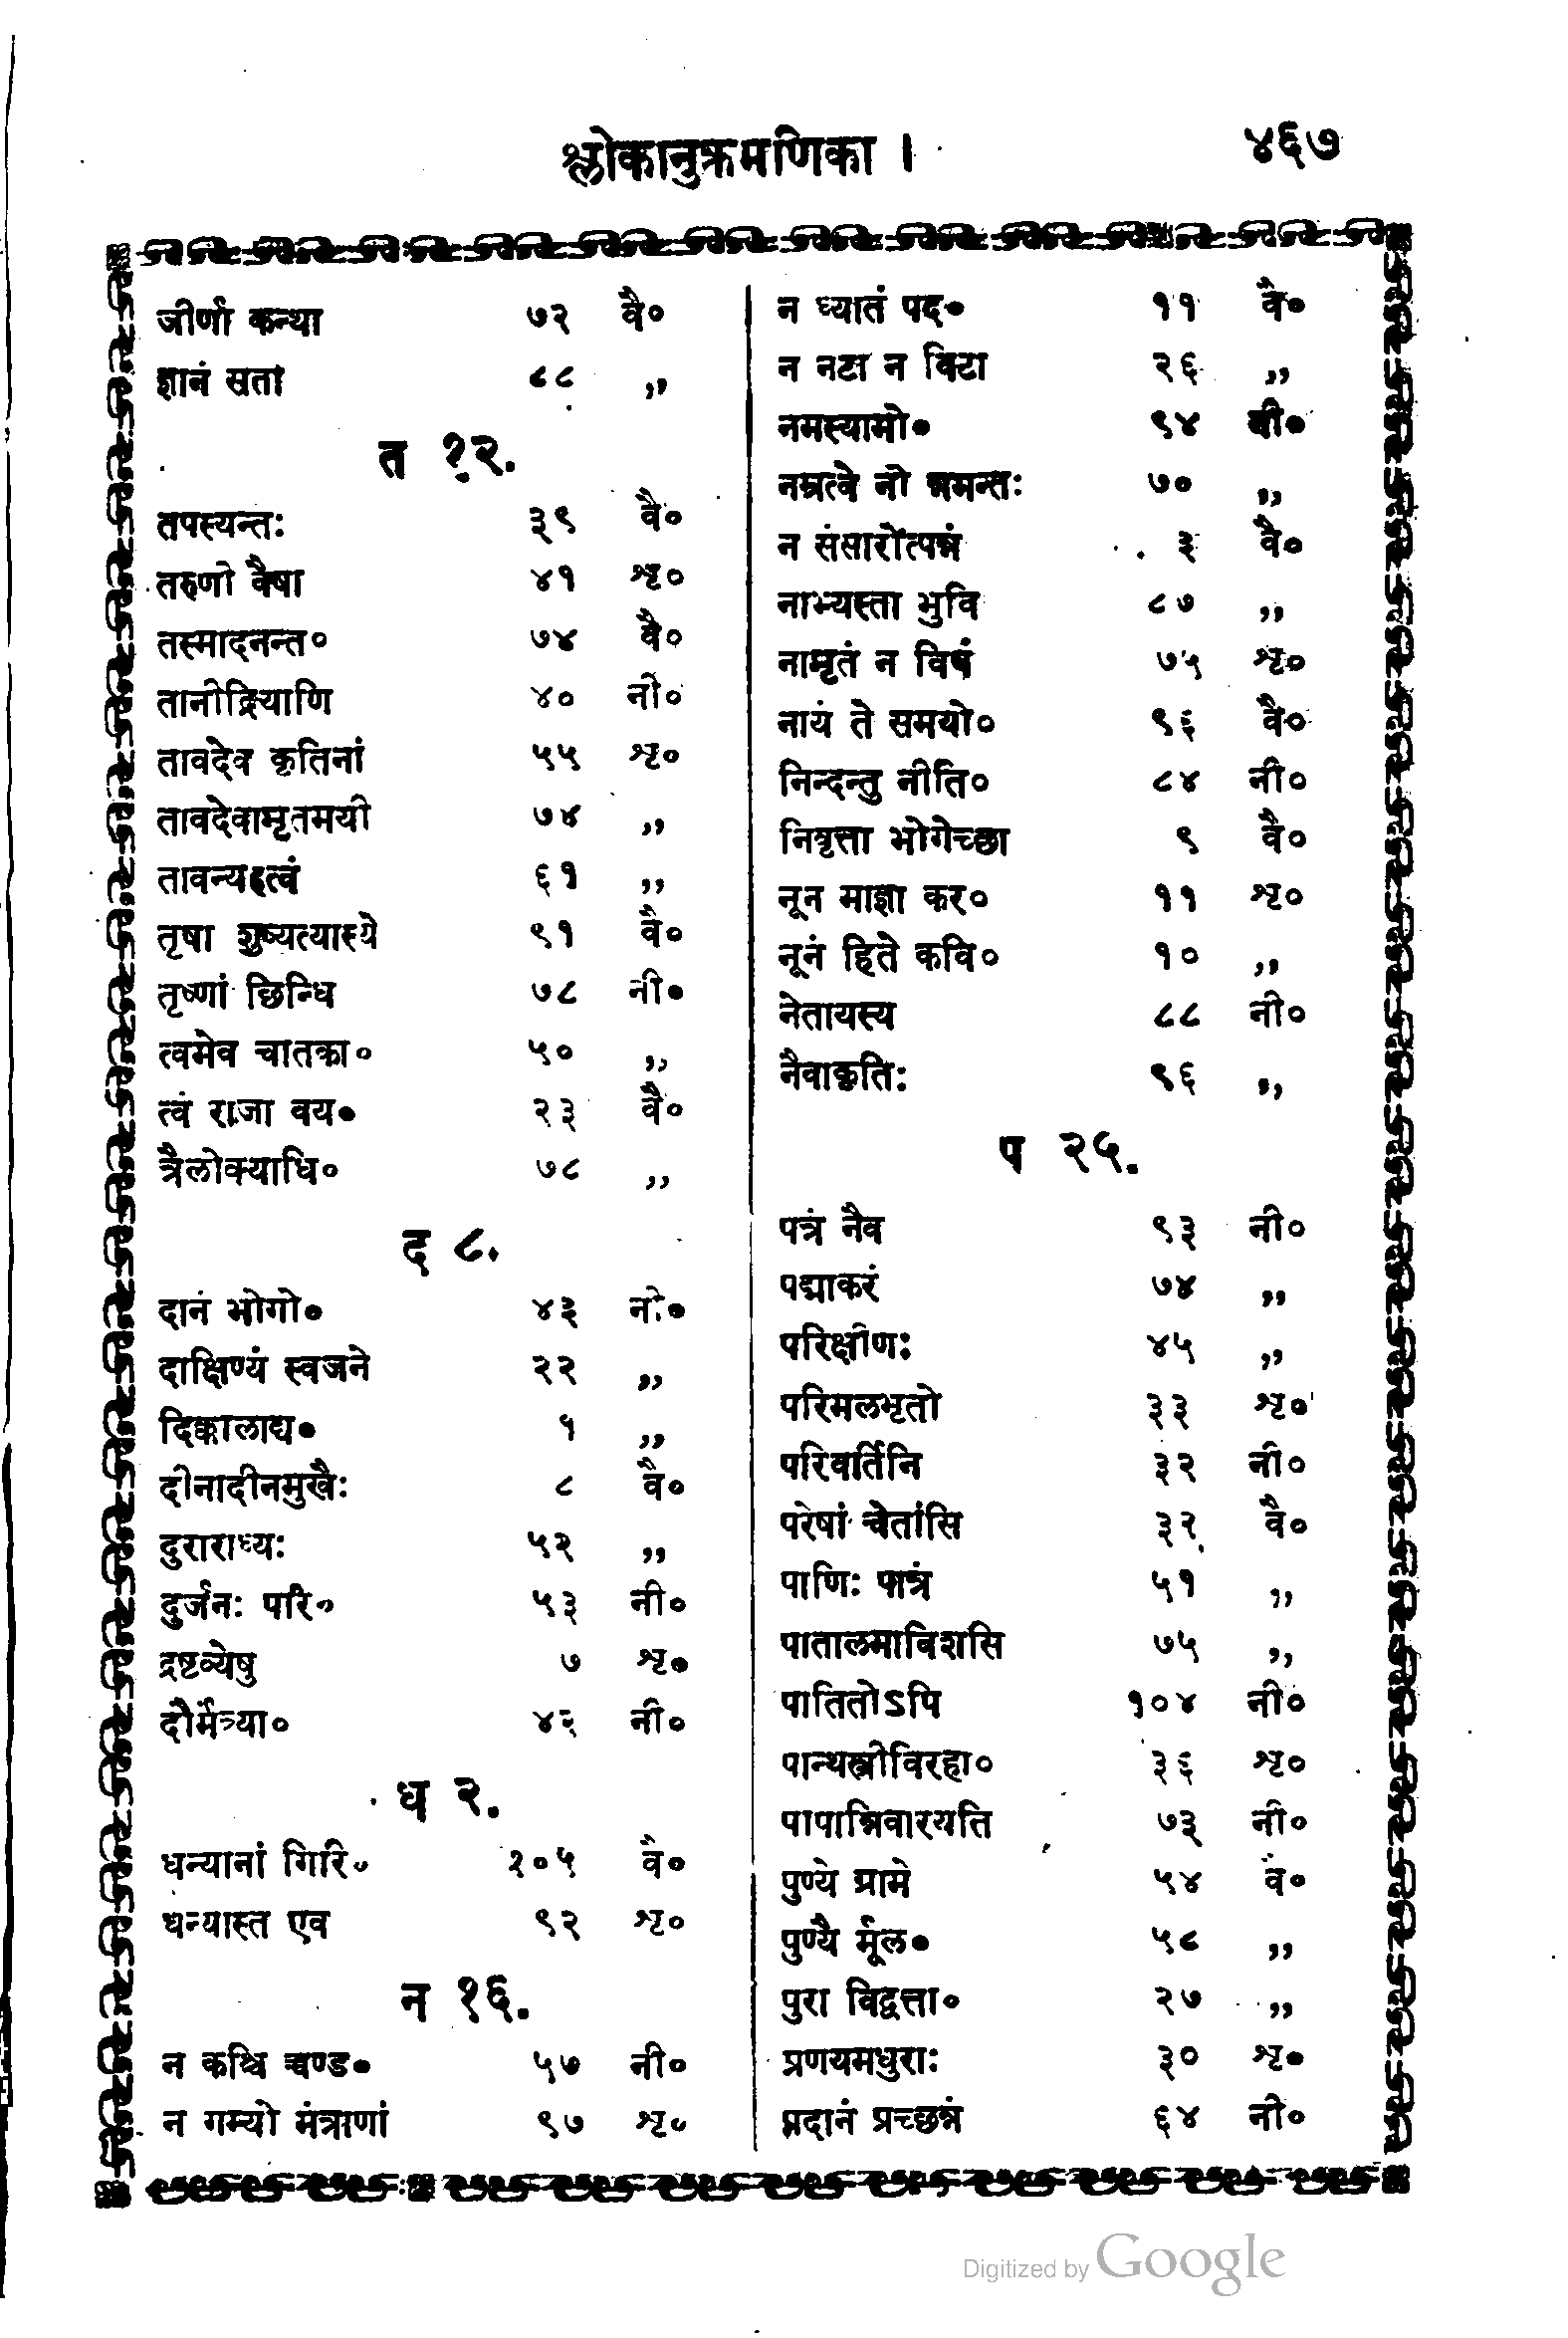 श्लोकानुक्रमणिका । ४६७
जीर्णा कन्था ७२ वै०
ज्ञानं सतां ८८ ,,
त १२.
तपस्यन्तः ३९ वै०
तरुणी वैषा ४१ शृ०
तस्मादनन्त० ७४ वै०
तानीद्रियाणि ४० नी०
तावदेव कृतिनां ५५ शृ०
तावदेवामृतमयी ७४ ,,
तावन्महत्वं ६१ ,,
तृषा शुष्यत्यास्ये ९१ वै०
तृष्णां छिन्धि ७८ नी०
त्वमेव चातका० ५० ,,
त्वं राजा वय० २३ वै०
त्रैलोक्याधि० ७८ ,,
द ८.
दानं भोगो० ४३ नी०
दाक्षिण्यं स्वजने २२ ,,
दिक्कालाद्य० १ ,,
दीनादीनमुखैः ८ वै०
दुराराध्यः ५२ ,,
दुर्जनः परि० ५३ नी०
द्रष्टव्येषु ७ शृ०
दौर्मंत्र्या० ४२ नी०
ध २.
धन्यानां गिरि० १०५ वै०
धन्यास्त एव ९२ शृ०
न १६.
न कश्चि च्चण्ड० ५७ नी०
न गम्यो मंत्राणां ९७ शृ०
न ध्यातं पद० ११ वै०
न नटा न विटा २६ ,,
नमस्यामो० ९४ नी०
नम्रत्वे नो न्नमन्तः ७० ,,
न संसारोत्पन्नं ३ वै०
नाभ्यस्ता भुवि ८७ ,,
नामृतं न विषं ७५ शृ०
नायं ते समयो० ९६ वै०
निन्दन्तु नीति० ८४ नी०
निवृत्ता भोगेच्छा ९ वै०
नून माज्ञा कर० ११ शृ०
नूनं हिते कवि० १० ,,
नेतायस्य ८८ नी०
नैवाकृतिः ९६ ,,
प २५.
पत्रं नैव ९३ नी०
पद्माकरं ७४ ,,
परिक्षीणः ४५ ,,
परिमलभृतो ३३ शृ०
परिवर्तिनि ३२ नी०
परेषां चेतांसि ३२ वै०
पाणिः पात्रं ५१ ,,
पातालमाविशसि ७५ ,,
पातितोऽपि १०४ नी०
पान्थस्त्रीविरहा० ३६ शृ०
पापान्निवारयति ७३ नी०
पुण्ये ग्रामे ५४ वै०
पुण्यै र्मूल० ५८ ,,
पुरा विद्वत्ता० २७ ,,
प्रणयमधुराः ३० शृ०
प्रदानं प्रच्छन्नं ६४ नी०
Digitized by Google